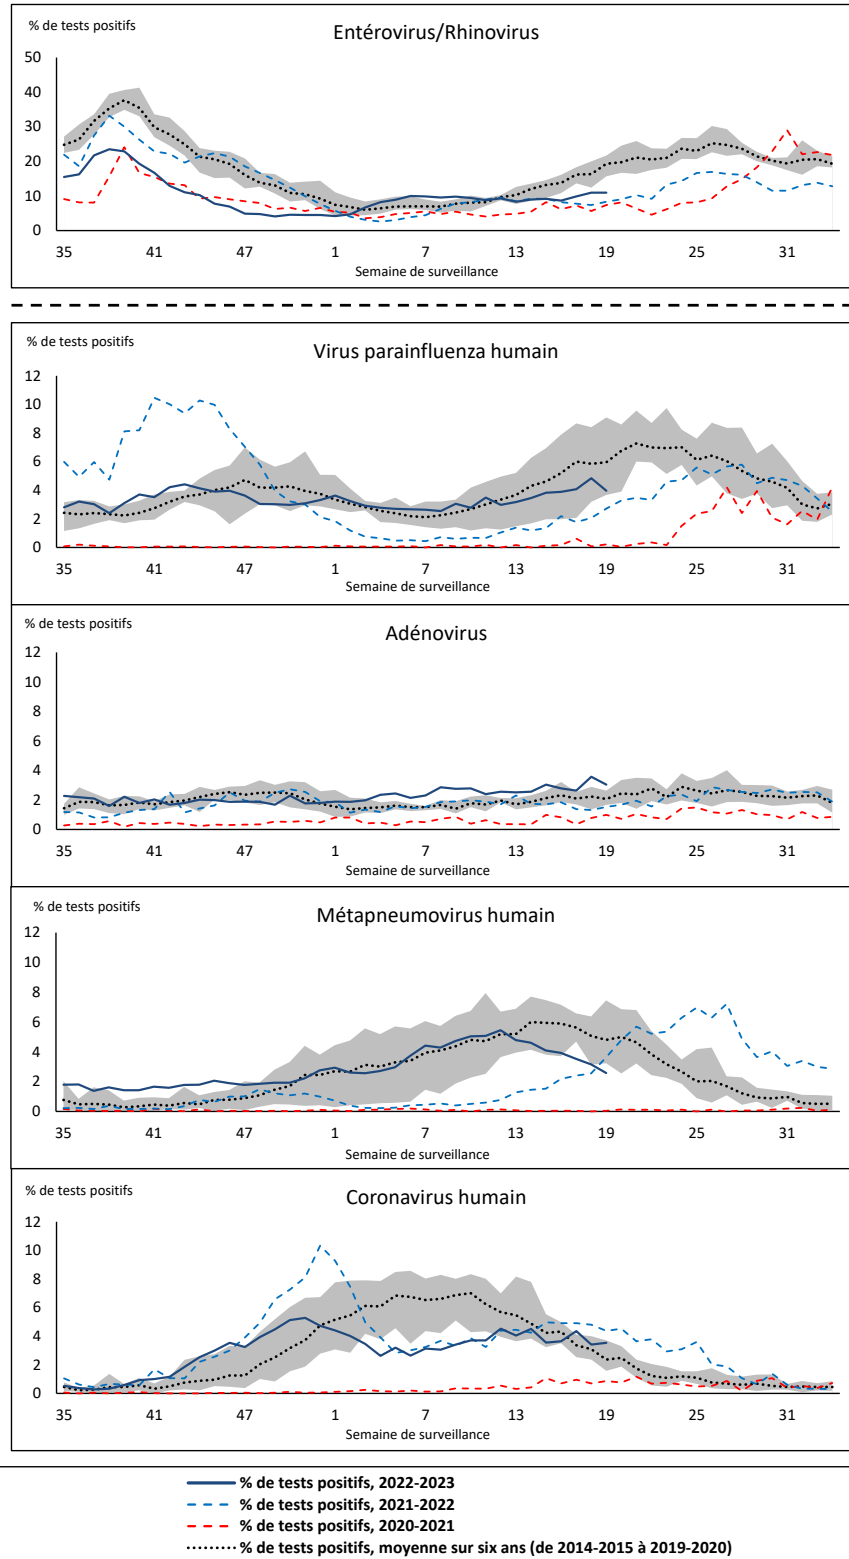 % de tests positifs
Entérovirus/Rhinovirus
50
40
30
20
10
0
35 41 47 1 7 13 19 25 31
Semaine de surveillance
% de tests positifs
Virus parainfluenza humain
12
10
8
6
4
2
0
35 41 47 1 7 13 19 25 31
Semaine de surveillance
% de tests positifs
Adénovirus
12
10
8
6
4
2
0
35 41 47 1 7 13 19 25 31
Semaine de surveillance
% de tests positifs
Métapneumovirus humain
12
10
8
6
4
2
0
35 41 47 1 7 13 19 25 31
Semaine de surveillance
% de tests positifs
Coronavirus humain
12
10
8
6
4
2
0
35 41 47 1 7 13 19 25 31
Semaine de surveillance
% de tests positifs, 2022-2023
% de tests positifs, 2021-2022
% de tests positifs, 2020-2021
% de tests positifs, moyenne sur six ans (de 2014-2015 à 2019-2020)